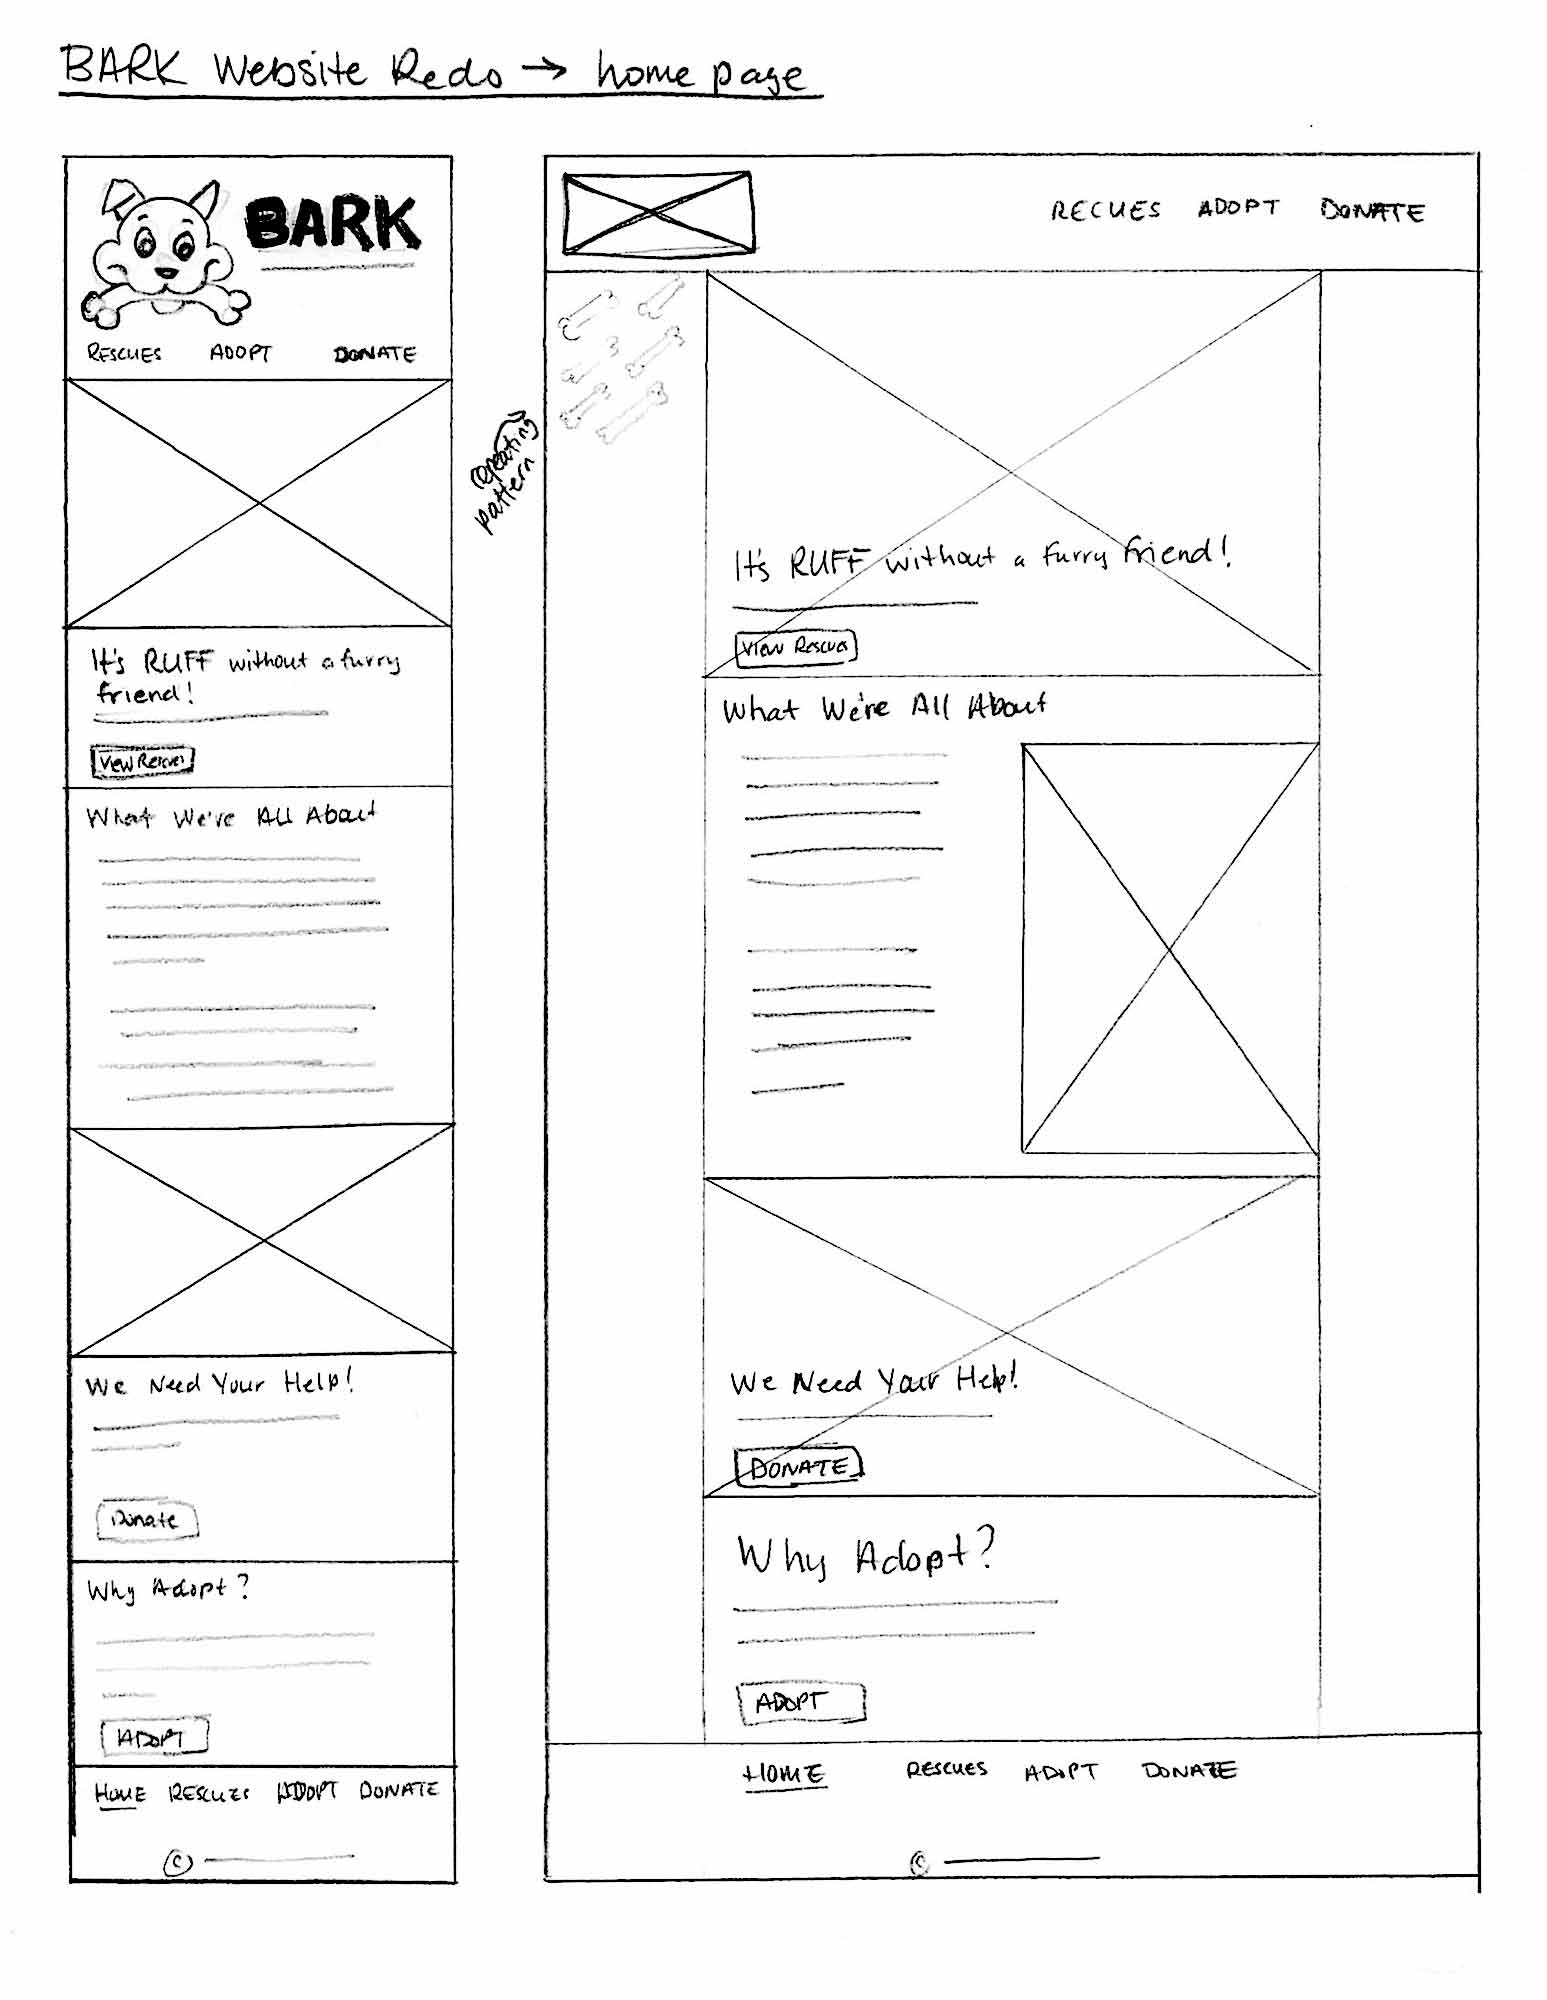 BARK Website Redo → home page
BARK
RESCUES ADOPT DONATE
It's RUFF without a furry
friend!
View Rescues
What We're All About
We Need Your Help!
Donate
Why Adopt?
ADOPT
HOME RESCUES ADOPT DONATE
©
repeating
pattern
RECUES ADOPT DONATE
It's RUFF without a furry friend!
View Rescues
What We're All About
We Need Your Help!
DONATE
Why Adopt?
ADOPT
HOME RESCUES ADOPT DONATE
©